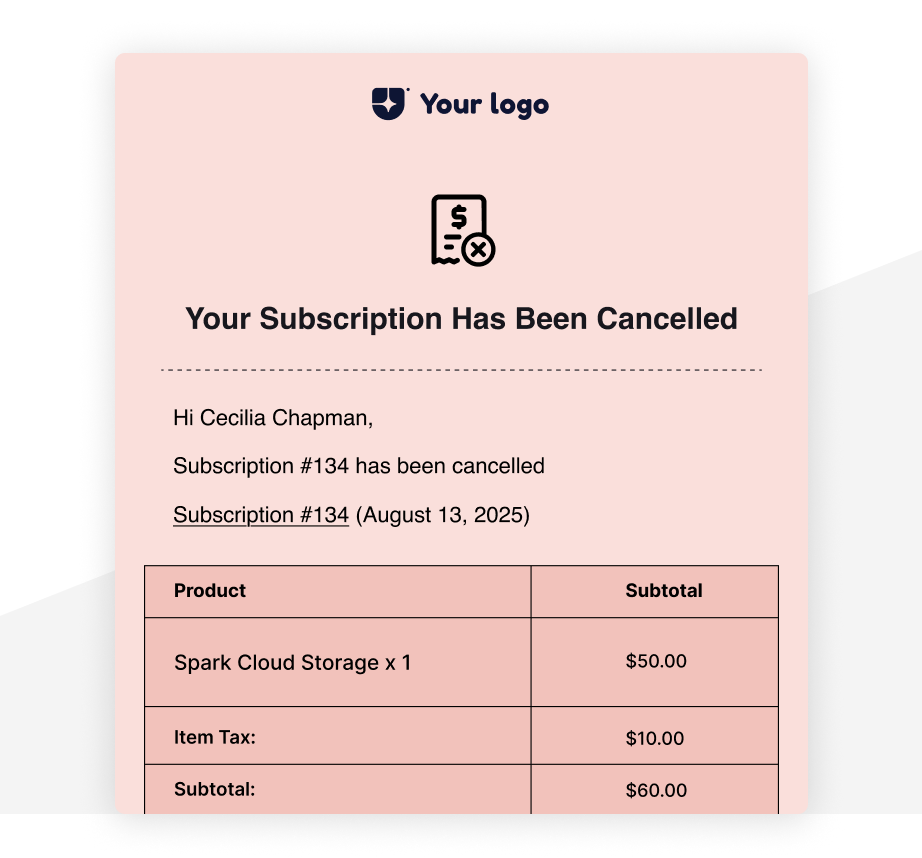 Your logo
$
Your Subscription Has Been Cancelled
Hi Cecilia Chapman,
Subscription #134 has been cancelled
Subscription #134 (August 13, 2025)
Product Subtotal
Spark Cloud Storage x 1 $50.00
Item Tax: $10.00
Subtotal: $60.00